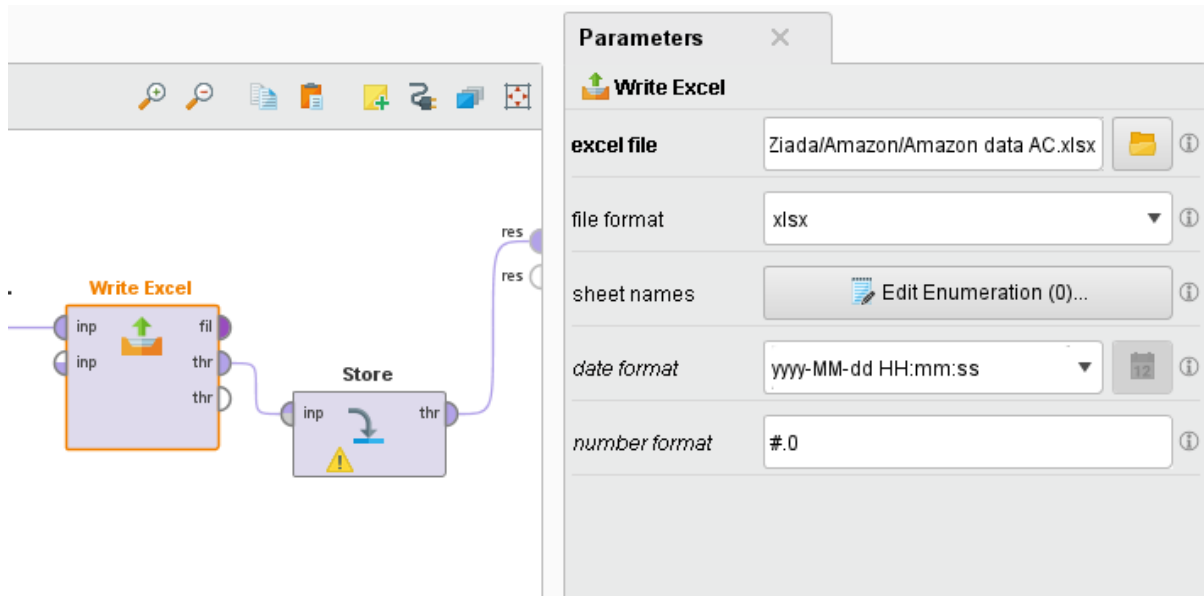 Parameters
Write Excel
excel file
Ziada/Amazon/Amazon data AC.xlsx
file format
xlsx
sheet names
Edit Enumeration (0)...
date format
yyyy-MM-dd HH:mm:ss
12
number format
#.0
res
res
Write Excel
inp
fil
inp
thr
thr
Store
inp
thr